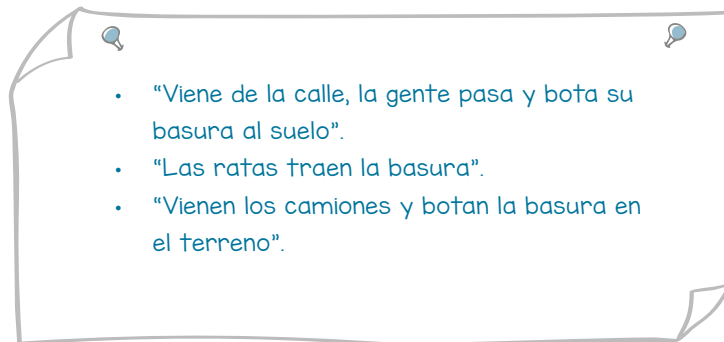 • “Viene de la calle, la gente pasa y bota su
basura al suelo”.
• “Las ratas traen la basura”.
• “Vienen los camiones y botan la basura en
el terreno”.